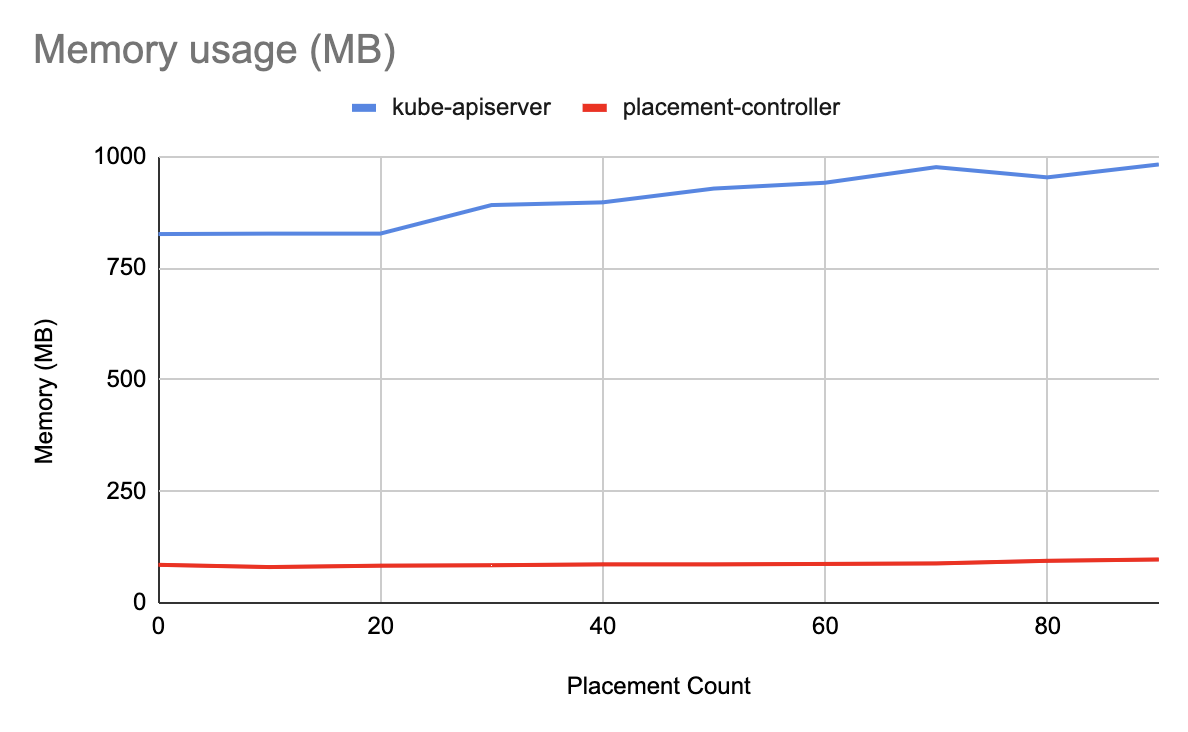 Memory usage (MB)
kube-apiserver placement-controller
1000
750
500
250
0
Memory (MB)
0 20 40 60 80
Placement Count